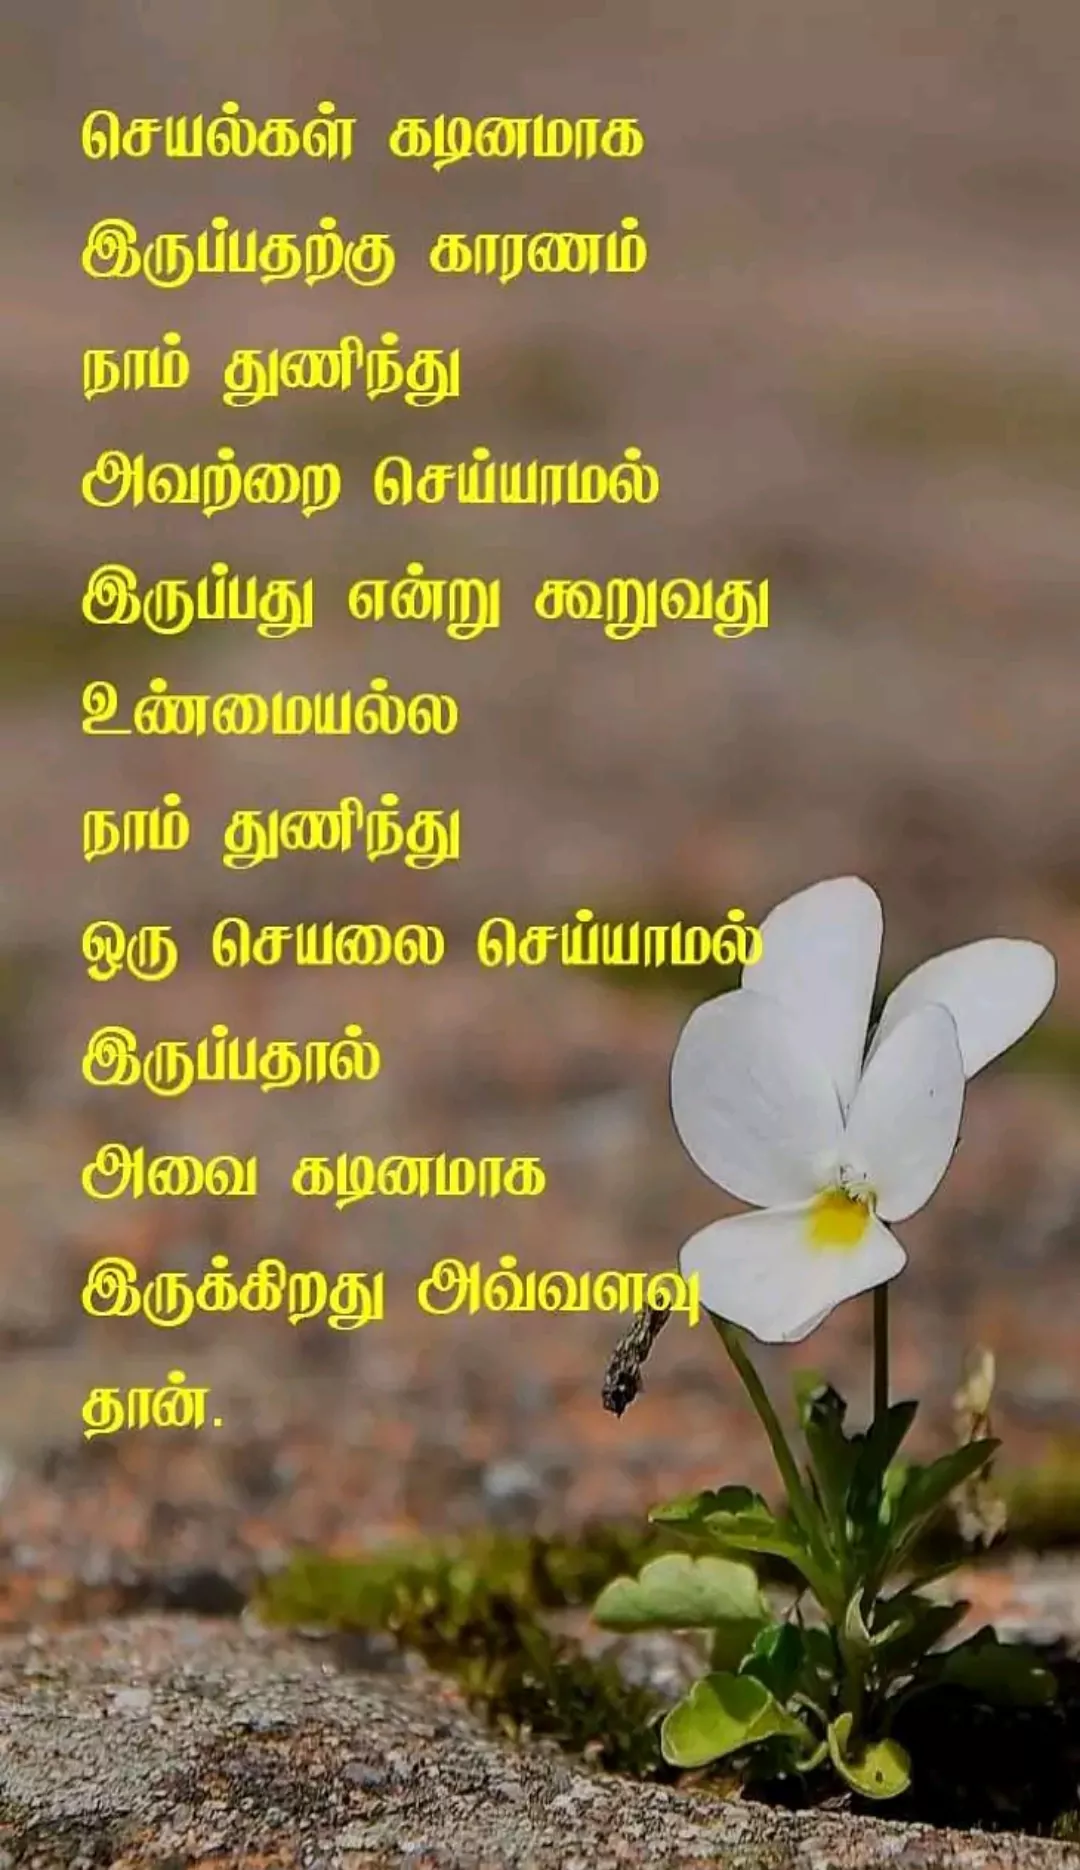 செயல்கள் கடினமாக
இருப்பதற்கு காரணம்
நாம் துணிந்து
அவற்றை செய்யாமல்
இருப்பது என்று கூறுவது
உண்மையல்ல
நாம் துணிந்து
ஒரு செயலை செய்யாமல்
இருப்பதால்
அவை கடினமாக
இருக்கிறது அவ்வளவு
தான்.